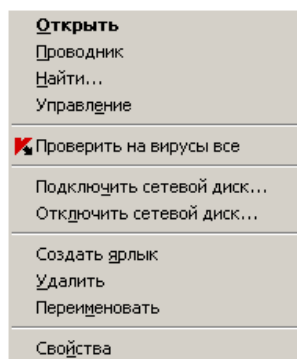 Открыть
Проводник
Найти...
Управление
Проверить на вирусы все
Подключить сетевой диск...
Отключить сетевой диск...
Создать ярлык
Удалить
Переименовать
Свойства